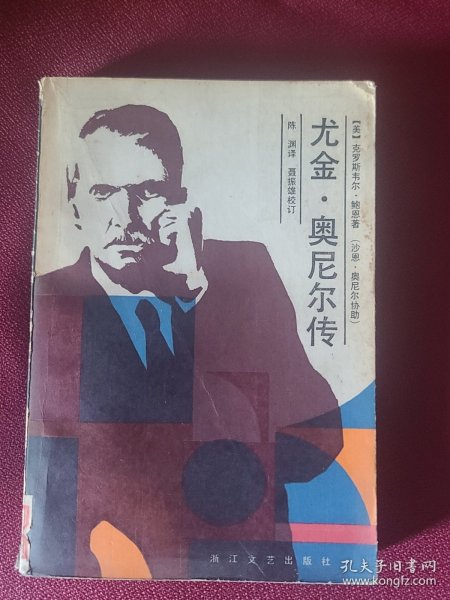 [美] 克罗斯韦尔·鲍恩著 (沙恩·奥尼尔协助)
尤金·奥尼尔传
陈渊译 聂振雄校订
浙江文艺出版社
孔夫子旧书网
www.kongfz.com